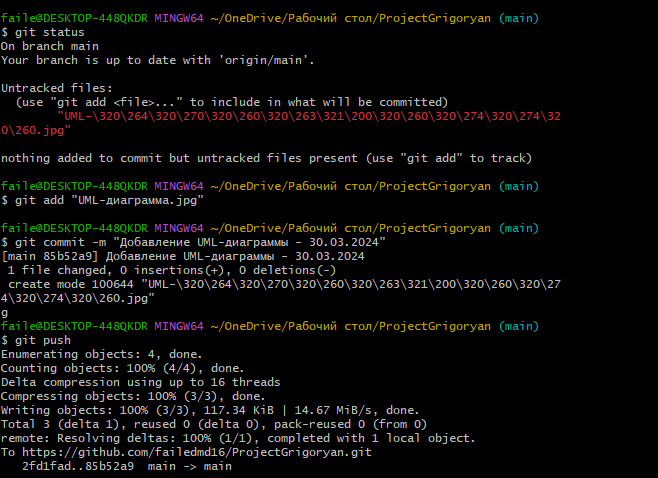 faile@DESKTOP-448QKDR MINGW64 ~/OneDrive/Рабочий стол/ProjectGrigoryan (main)
$ git status
On branch main
Your branch is up to date with 'origin/main'.
Untracked files:
(use "git add <file>..." to include in what will be committed)
"UML-\320\264\320\270\320\260\320\263\321\200\320\260\320\274\320\274\32
0\260.jpg"
nothing added to commit but untracked files present (use "git add" to track)
faile@DESKTOP-448QKDR MINGW64 ~/OneDrive/Рабочий стол/ProjectGrigoryan (main)
$ git add "UML-диаграмма.jpg"
faile@DESKTOP-448QKDR MINGW64 ~/OneDrive/Рабочий стол/ProjectGrigoryan (main)
$ git commit -m "Добавление UML-диаграммы - 30.03.2024"
[main 85b52a9] Добавление UML-диаграммы - 30.03.2024
1 file changed, 0 insertions(+), 0 deletions(-)
create mode 100644 "UML-\320\264\320\270\320\260\320\263\321\200\320\260\320\27
4\320\274\320\260.jpg"
g
faile@DESKTOP-448QKDR MINGW64 ~/OneDrive/Рабочий стол/ProjectGrigoryan (main)
$ git push
Enumerating objects: 4, done.
Counting objects: 100% (4/4), done.
Delta compression using up to 16 threads
Compressing objects: 100% (3/3), done.
Writing objects: 100% (3/3), 117.34 KiB | 14.67 MiB/s, done.
Total 3 (delta 1), reused 0 (delta 0), pack-reused 0 (from 0)
remote: Resolving deltas: 100% (1/1), completed with 1 local object.
To https://github.com/failedmd16/ProjectGrigoryan.git
2fd1fad..85b52a9  main -> main